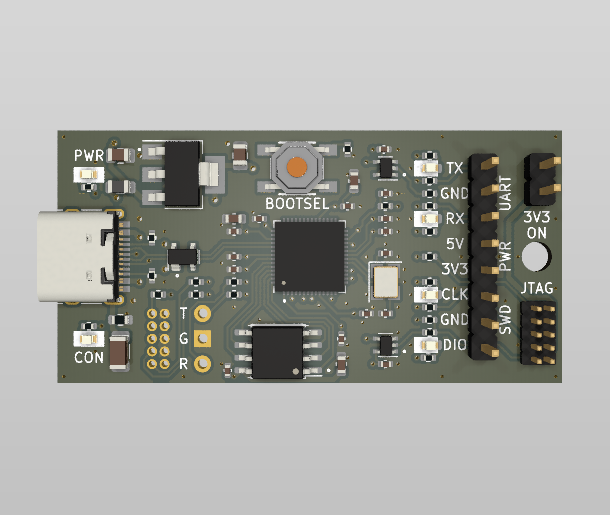 PWR
BOOTSEL
CON
T
G
R
TX
GND
RX
5V
3V3
CLK
GND
DIO
UART
PWR
SWD
3V3
ON
JTAG